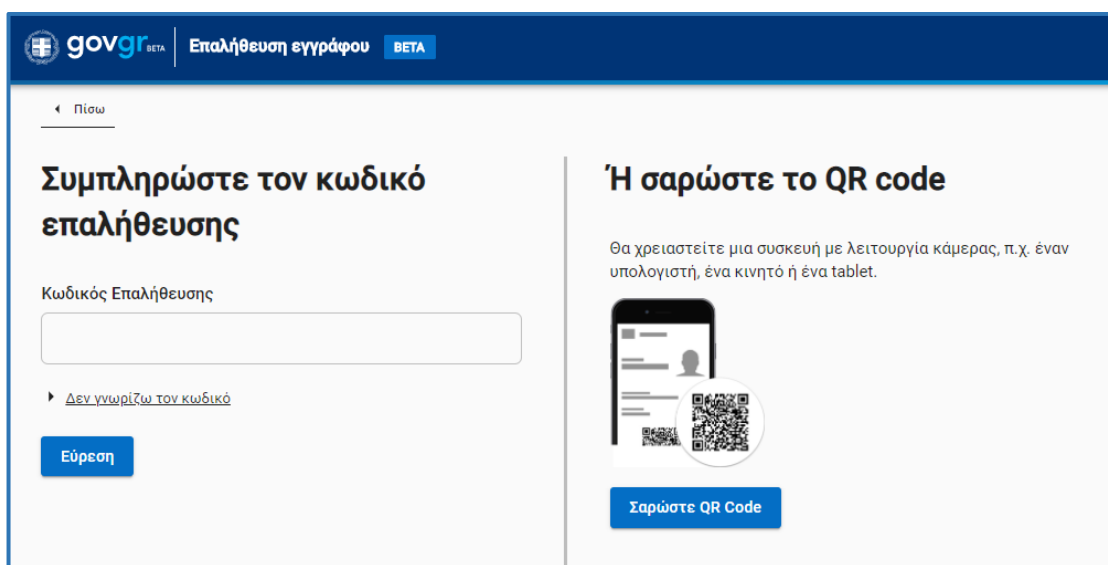 govgr BETA
Επαλήθευση εγγράφου
BETA
Πίσω
Συμπληρώστε τον κωδικό
επαλήθευσης
Κωδικός Επαλήθευσης
Δεν γνωρίζω τον κωδικό
Εύρεση
Ή σαρώστε το QR code
Θα χρειαστείτε μια συσκευή με λειτουργία κάμερας, π.χ. έναν
υπολογιστή, ένα κινητό ή ένα tablet.
Σαρώστε QR Code